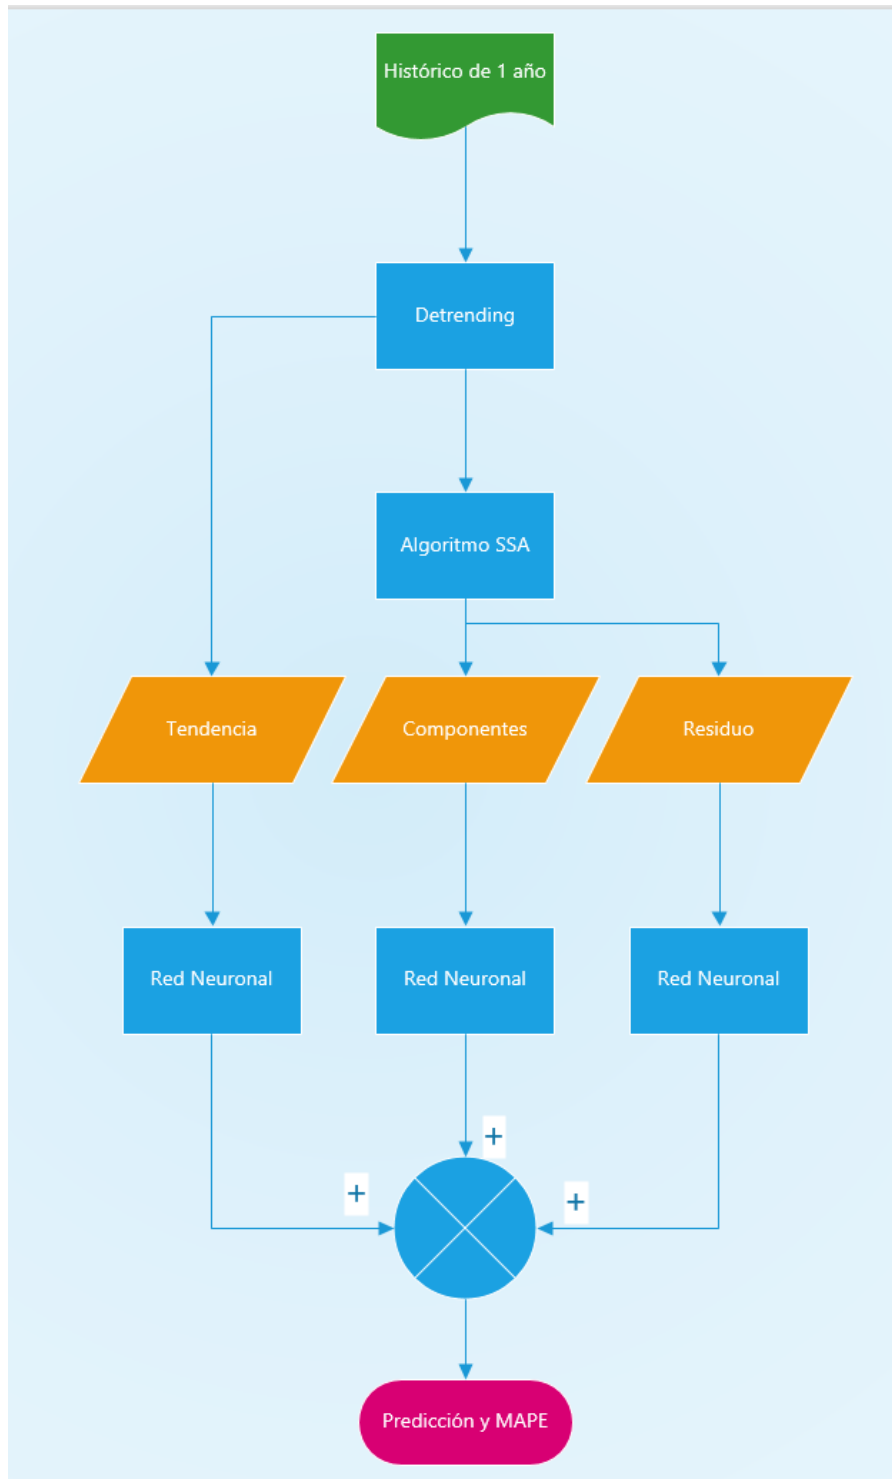 Histórico de 1 año
Detrending
Algoritmo SSA
Tendencia
Componentes
Residuo
Red Neuronal
Red Neuronal
Red Neuronal
+
+
+
Predicción y MAPE